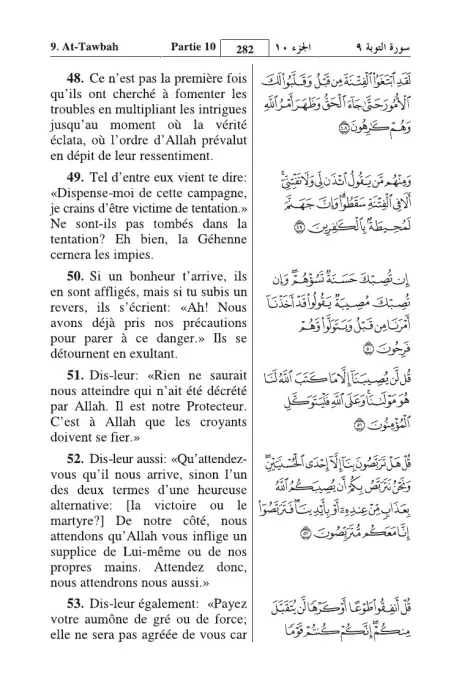 9. At-Tawbah Partie 10 282 الجزء ١٠ سورة التوبة ٩
48. Ce n'est pas la première fois
qu'ils ont cherché à fomenter les
troubles en multipliant les intrigues
jusqu'au moment où la vérité
éclata, où l'ordre d'Allah prévalut
en dépit de leur ressentiment.
لَقَدِ ابْتَغَوُا الْفِتْنَةَ مِن قَبْلُ وَقَلَّبُوا لَكَ
الْأُمُورَ حَتَّىٰ جَاءَ الْحَقُّ وَظَهَرَ أَمْرُ اللَّهِ
وَهُمْ كَارِهُونَ ٤٨
49. Tel d'entre eux vient te dire:
«Dispense-moi de cette campagne,
je crains d'être victime de tentation.»
Ne sont-ils pas tombés dans la
tentation? Eh bien, la Géhenne
cernera les impies.
وَمِنْهُم مَّن يَقُولُ ائْذَن لِّي وَلَا تَفْتِنِّي
أَلَا فِي الْفِتْنَةِ سَقَطُوا وَإِنَّ جَهَنَّمَ
لَمُحِيطَةٌ بِالْكَافِرِينَ ٤٩
50. Si un bonheur t'arrive, ils
en sont affligés, mais si tu subis un
revers, ils s'écrient: «Ah! Nous
avons déjà pris nos précautions
pour parer à ce danger.» Ils se
détournent en exultant.
إِن تُصِبْكَ حَسَنَةٌ تَسُؤْهُمْ وَإِن
تُصِبْكَ مُصِيبَةٌ يَقُولُوا قَدْ أَخَذْنَا
أَمْرَنَا مِن قَبْلُ وَيَتَوَلَّوا وَّهُمْ
فَرِحُونَ ٥٠
51. Dis-leur: «Rien ne saurait
nous atteindre qui n'ait été décrété
par Allah. Il est notre Protecteur.
C'est à Allah que les croyants
doivent se fier.»
قُل لَّن يُصِيبَنَا إِلَّا مَا كَتَبَ اللَّهُ لَنَا
هُوَ مَوْلَانَا وَعَلَى اللَّهِ فَلْيَتَوَكَّلِ
الْمُؤْمِنُونَ ٥١
52. Dis-leur aussi: «Qu'attendez-
vous qu'il nous arrive, sinon l'un
des deux termes d'une heureuse
alternative: [la victoire ou le
martyre?] De notre côté, nous
attendons qu'Allah vous inflige un
supplice de Lui-même ou de nos
propres mains. Attendez donc,
nous attendrons nous aussi.»
قُلْ هَلْ تَرَبَّصُونَ بِنَا إِلَّا إِحْدَى الْحُسْنَيَيْنِ
وَنَحْنُ نَتَرَبَّصُ بِكُمْ أَن يُصِيبَكُمُ اللَّهُ
بِعَذَابٍ مِّنْ عِندِهِ أَوْ بِأَيْدِينَا فَتَرَبَّصُوا
إِنَّا مَعَكُم مُّتَرَبِّصُونَ ٥٢
53. Dis-leur également: «Payez
votre aumône de gré ou de force;
elle ne sera pas agréée de vous car
قُلْ أَنفِقُوا طَوْعًا أَوْ كَرْهًا لَّن يُتَقَبَّلَ
مِنكُمْ إِنَّكُمْ كُنتُمْ قَوْمًا